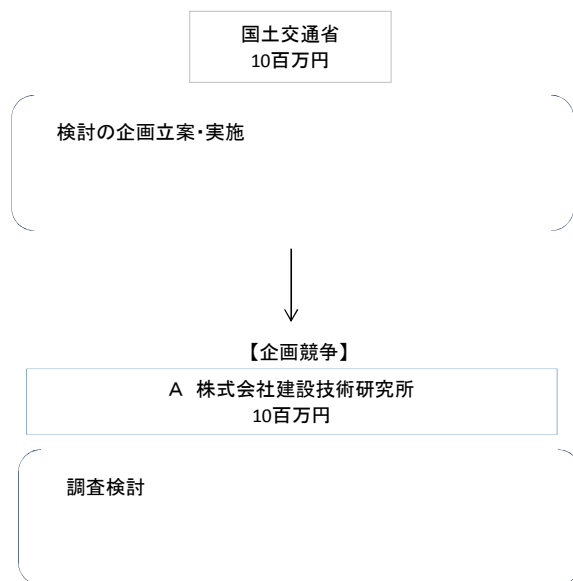 国土交通省
10百万円
検討の企画立案・実施
【企画競争】
A 株式会社建設技術研究所
10百万円
調査検討